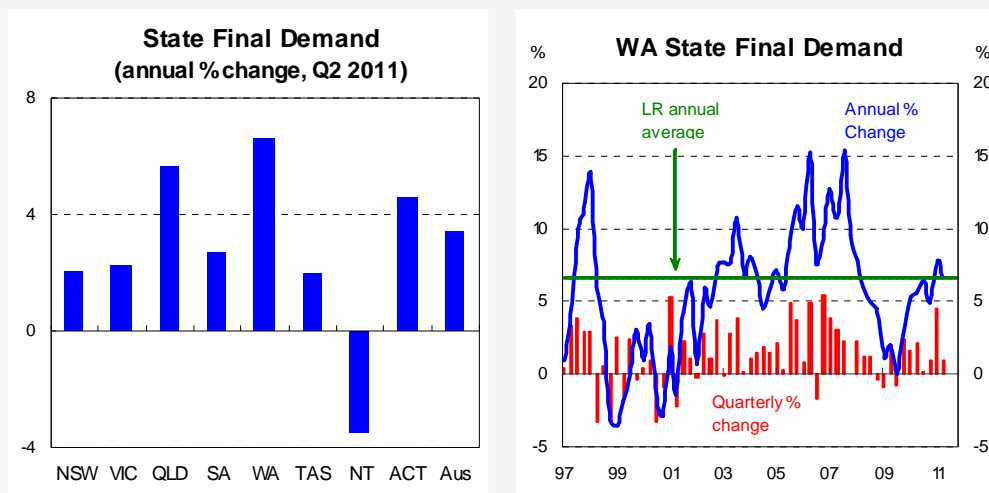 State Final Demand
(annual % change, Q2 2011)
8
4
0
-4
NSW VIC QLD SA WA TAS NT ACT Aus
WA State Final Demand
% %
20 20
LR annual
average
Annual %
Change
15 15
10 10
5 5
0 0
Quarterly %
change
-5 -5
97 99 01 03 05 07 09 11